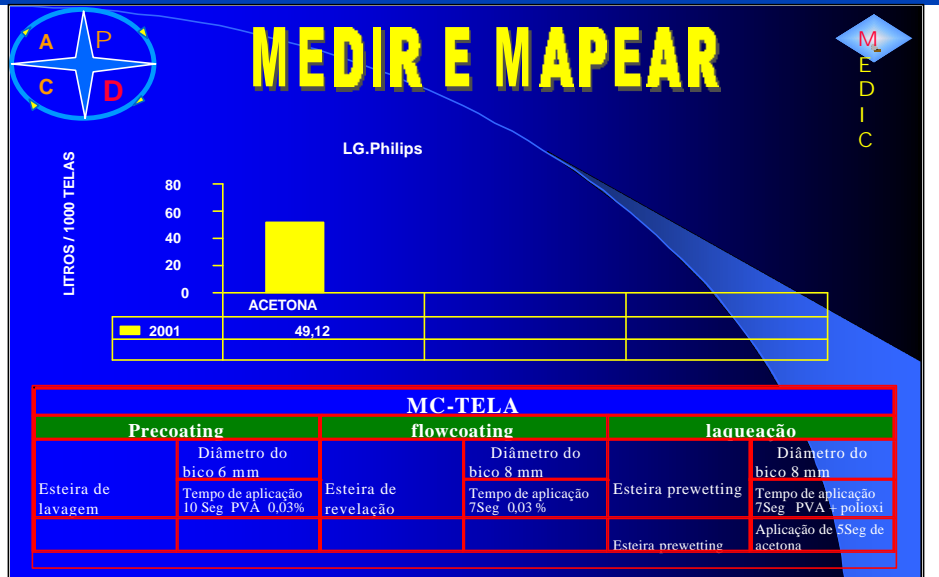 A P
C D
MEDIR E MAPEAR
M
E
D
I
C
LG.Philips
LITROS / 1000 TELAS
80
60
40
20
0
ACETONA
2001 49,12
MC-TELA
Precoating flowcoating laqueação
Esteira de
lavagem
Diâmetro do
bico 6 mm
Tempo de aplicação
10 Seg PVA 0,03%
Esteira de
revelação
Diâmetro do
bico 8 mm
Tempo de aplicação
7Seg 0,03 %
Esteira prewetting
Diâmetro do
bico 8 mm
Tempo de aplicação
7Seg PVA + polioxi
Esteira prewetting
Aplicação de 5Seg de
acetona